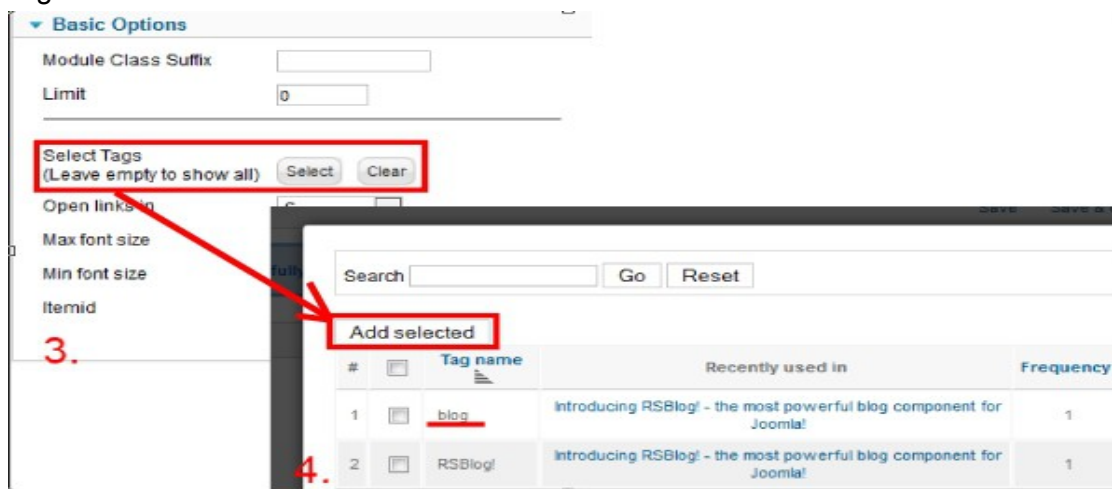 Basic Options
Module Class Suffix
Limit 0
Select Tags
(Leave empty to show all) Select Clear
Open links in
Max font size
Min font size
Itemid
3.
Save Save &
Search Go Reset
Add selected
# Tag name Recently used in Frequency
1 blog Introducing RSBlog! - the most powerful blog component for Joomla! 1
4.
2 RSBlog! Introducing RSBlog! - the most powerful blog component for Joomla! 1